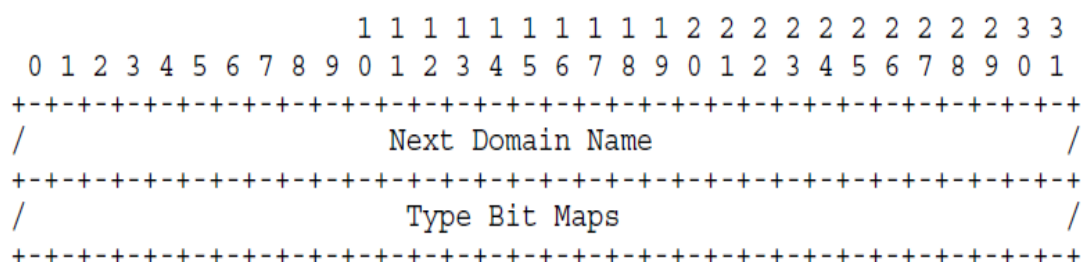 1 1 1 1 1 1 1 1 1 1 2 2 2 2 2 2 2 2 2 2 3 3
0 1 2 3 4 5 6 7 8 9 0 1 2 3 4 5 6 7 8 9 0 1 2 3 4 5 6 7 8 9 0 1
+-+-+-+-+-+-+-+-+-+-+-+-+-+-+-+-+-+-+-+-+-+-+-+-+-+-+-+-+-+-+-+-+
/ Next Domain Name /
+-+-+-+-+-+-+-+-+-+-+-+-+-+-+-+-+-+-+-+-+-+-+-+-+-+-+-+-+-+-+-+-+
/ Type Bit Maps /
+-+-+-+-+-+-+-+-+-+-+-+-+-+-+-+-+-+-+-+-+-+-+-+-+-+-+-+-+-+-+-+-+